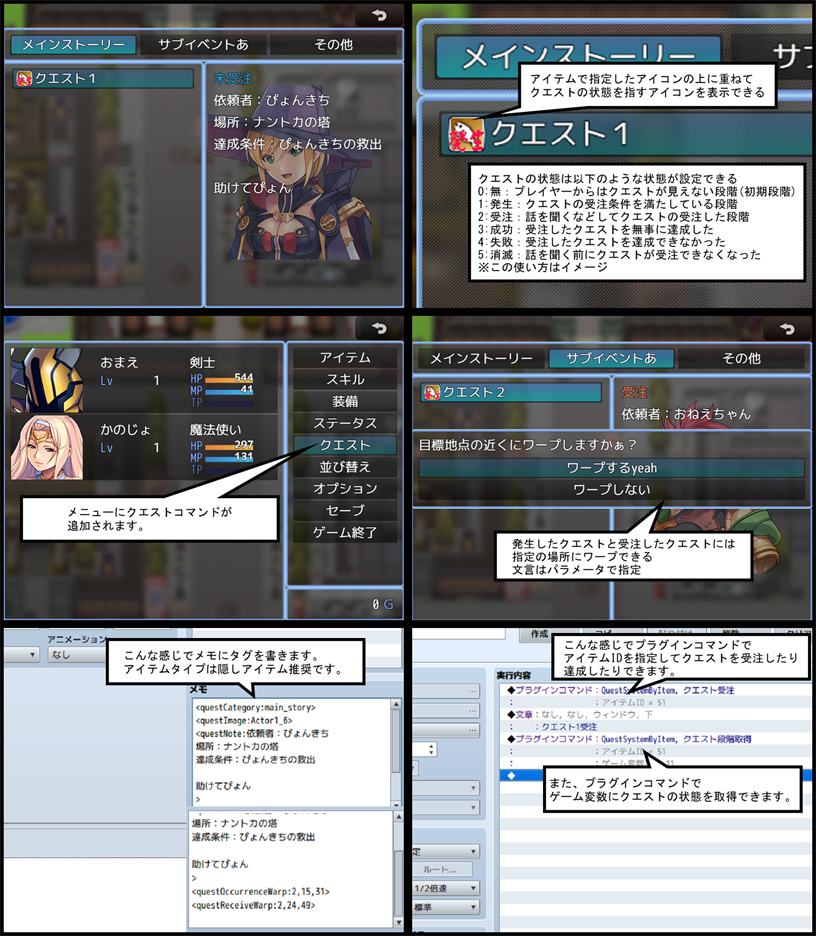 メインストーリー
サブイベントあ
その他
クエスト1
未受注
依頼者：ぴょんきち
場所：ナントカの塔
達成条件：ぴょんきちの救出
助けてぴょん
メインストーリー
サブ
アイテムで指定したアイコンの上に重ねて
クエストの状態を指すアイコンを表示できる
発生
クエスト1
クエストの状態は以下のような状態が設定できる
0:無：プレイヤーからはクエストが見えない段階(初期段階)
1:発生：クエストの受注条件を満たしている段階
2:受注：話を聞くなどしてクエストの受注した段階
3:成功：受注したクエストを無事に達成した
4:失敗：受注したクエストを達成できなかった
5:消滅：話を聞く前にクエストが受注できなくなった
※この使い方はイメージ
おまえ
剣士
Lv 1
HP 544
MP 41
TP
かのじょ
魔法使い
Lv 1
HP 297
MP 131
TP
アイテム
スキル
装備
ステータス
クエスト
並び替え
オプション
セーブ
ゲーム終了
0 G
メニューにクエストコマンドが
追加されます。
メインストーリー
サブイベントあ
その他
クエスト2
受注
依頼者：おねえちゃん
目標地点の近くにワープしますかぁ？
ワープするyeah
ワープしない
発生したクエストと受注したクエストには
指定の場所にワープできる
文言はパラメータで指定
アニメーション
なし
こんな感じでメモにタグを書きます。
アイテムタイプは隠しアイテム推奨です。
メモ
<questCategory:main_story>
<questImage:Actor1_6>
<questNote:依頼者：ぴょんきち
場所：ナントカの塔
達成条件：ぴょんきちの救出
助けてぴょん
>
場所：ナントカの塔
達成条件：ぴょんきちの救出
助けてぴょん
>
<questOccurrenceWarp:2,15,31>
<questReceiveWarp:2,24,49>
作成
こんな感じでプラグインコマンドで
アイテムIDを指定してクエストを受注したり
達成したりできます。
実行内容
◆プラグインコマンド：QuestSystemByItem, クエスト受注
：　　：アイテムID = 51
◆文章：なし, なし, ウィンドウ, 下
：　　：クエスト1受注
◆プラグインコマンド：QuestSystemByItem, クエスト段階取得
：　　：アイテムID = 51
：　　：ゲーム変数
◆
また、プラグインコマンドで
ゲーム変数にクエストの状態を取得できます。
ルート...
1/2倍速
標準